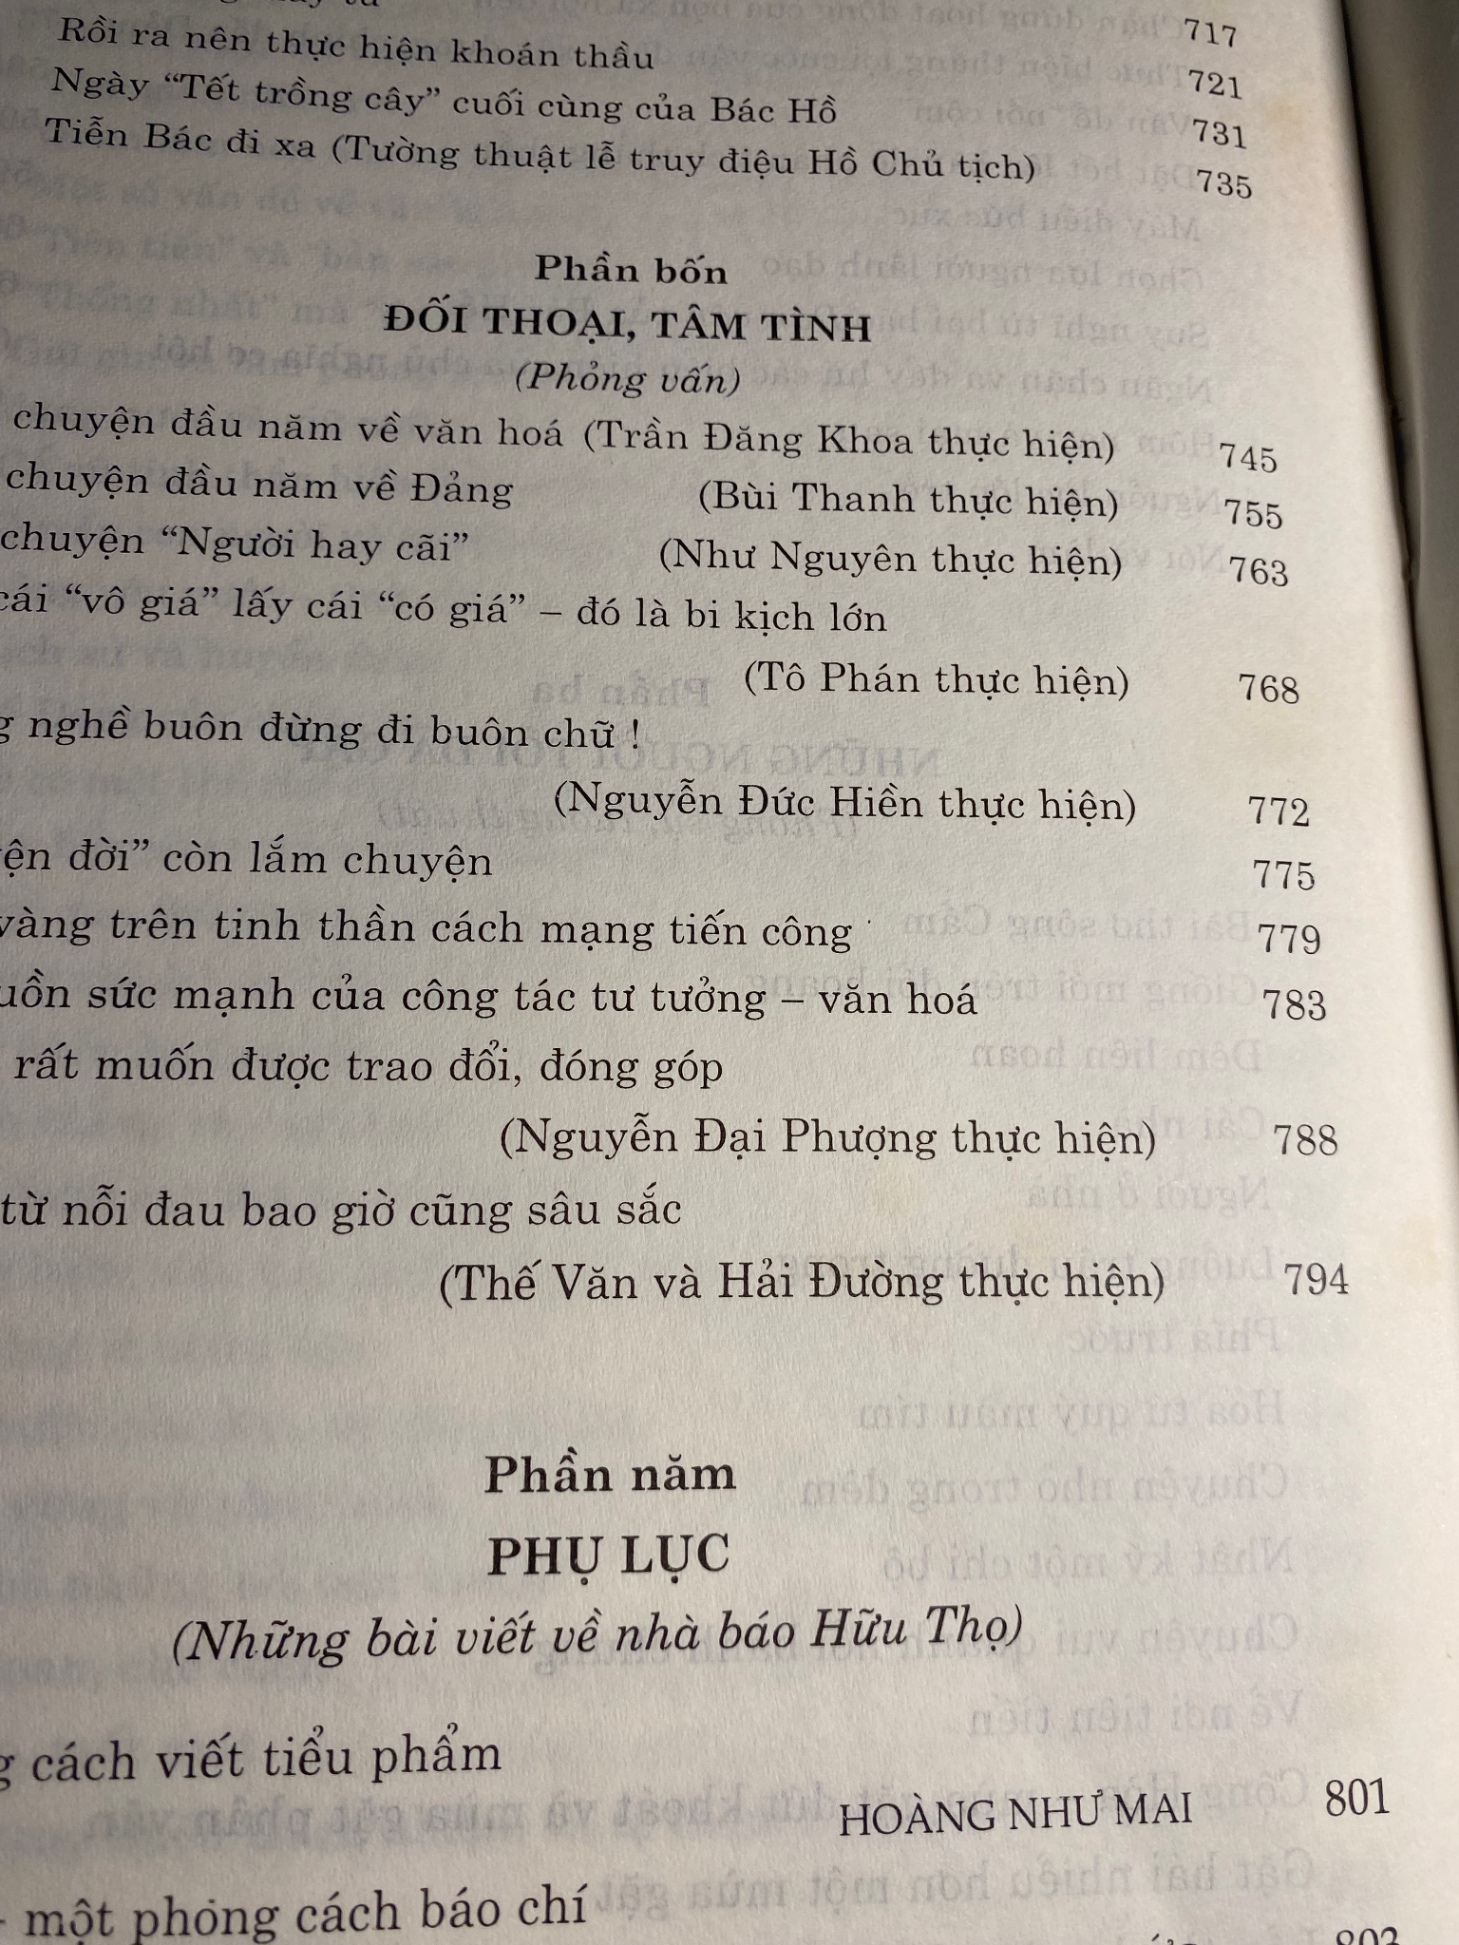 717
Rồi ra nên thực hiện khoán thầu 721
Ngày “Tết trồng cây” cuối cùng của Bác Hồ 731
Tiễn Bác đi xa (Tường thuật lễ truy điệu Hồ Chủ tịch) 735
Phần bốn
ĐỐI THOẠI, TÂM TÌNH
(Phỏng vấn)
chuyện đầu năm về văn hoá (Trần Đăng Khoa thực hiện) 745
chuyện đầu năm về Đảng (Bùi Thanh thực hiện) 755
chuyện “Người hay cãi” (Như Nguyên thực hiện) 763
cái “vô giá” lấy cái “có giá” – đó là bi kịch lớn
(Tô Phán thực hiện) 768
nghề buôn đừng đi buôn chữ !
(Nguyễn Đức Hiền thực hiện) 772
đời” còn lắm chuyện 775
vàng trên tinh thần cách mạng tiến công 779
sức mạnh của công tác tư tưởng – văn hoá 783
rất muốn được trao đổi, đóng góp
(Nguyễn Đại Phượng thực hiện) 788
từ nỗi đau bao giờ cũng sâu sắc
(Thế Văn và Hải Đường thực hiện) 794
Phần năm
PHỤ LỤC
(Những bài viết về nhà báo Hữu Thọ)
cách viết tiểu phẩm
HOÀNG NHƯ MAI 801
– một phong cách báo chí
803